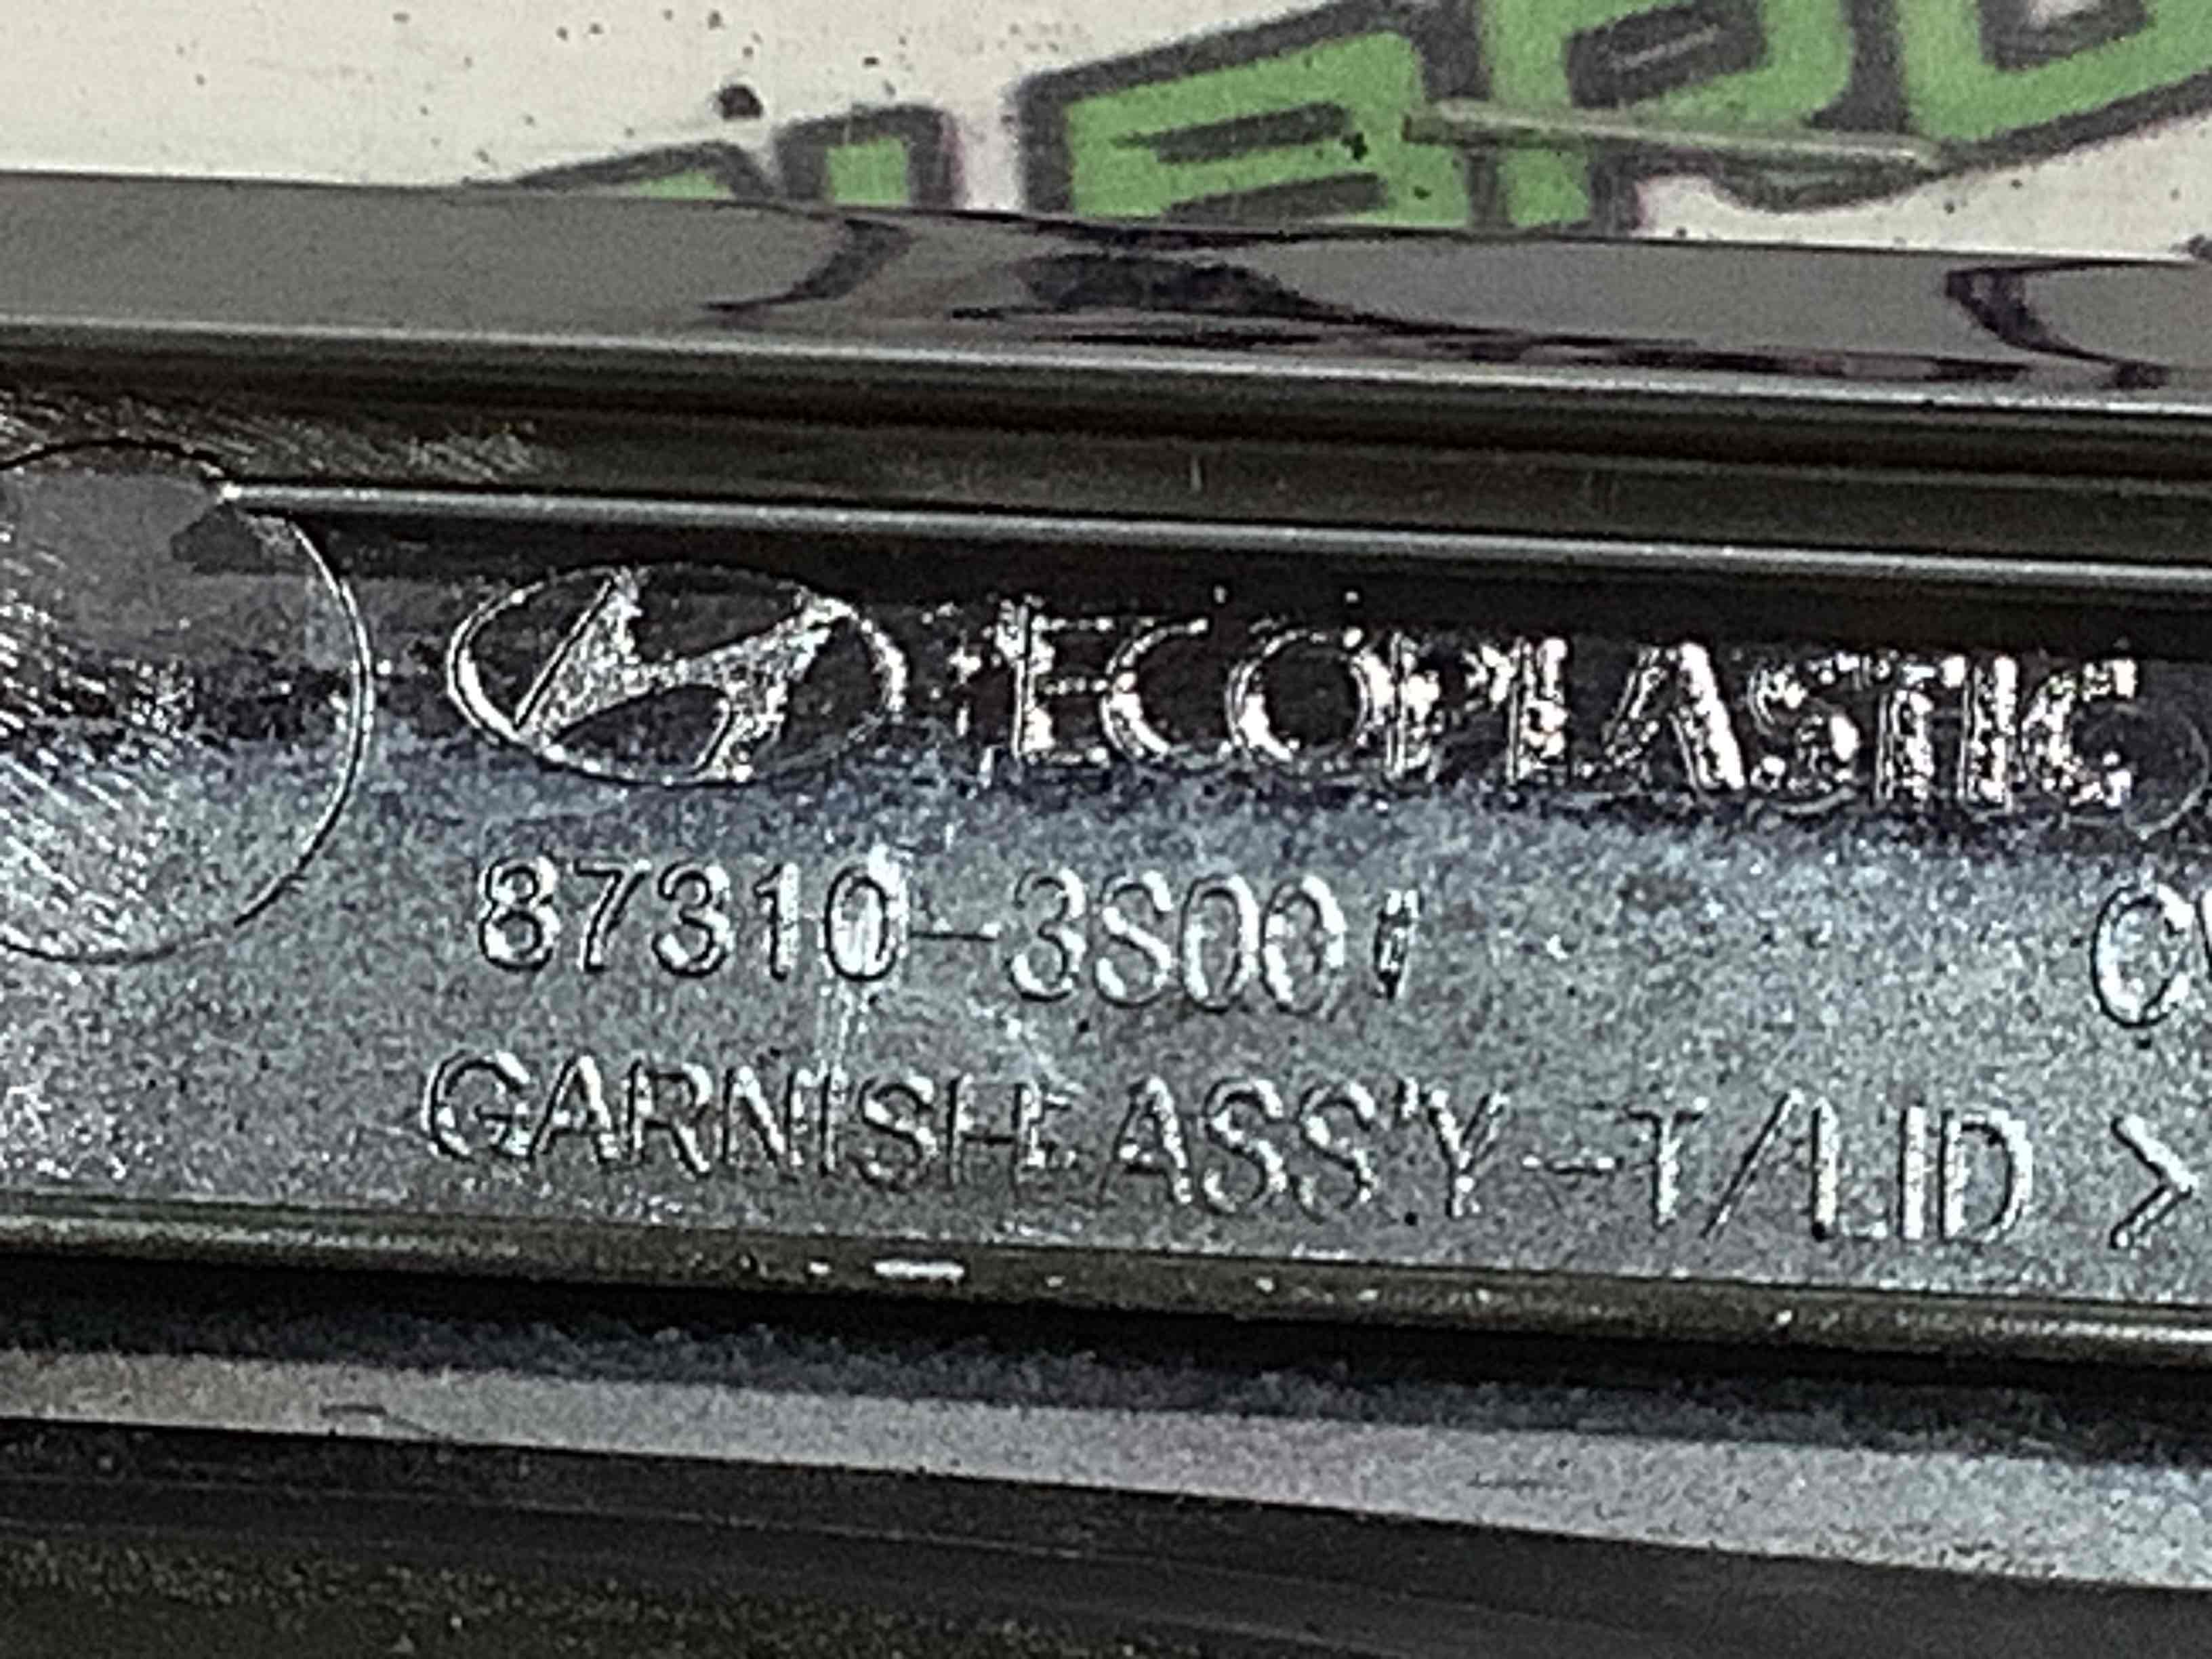 ECOPLASTIC
87310-3S00
GARNISH ASS'Y-T/LID >